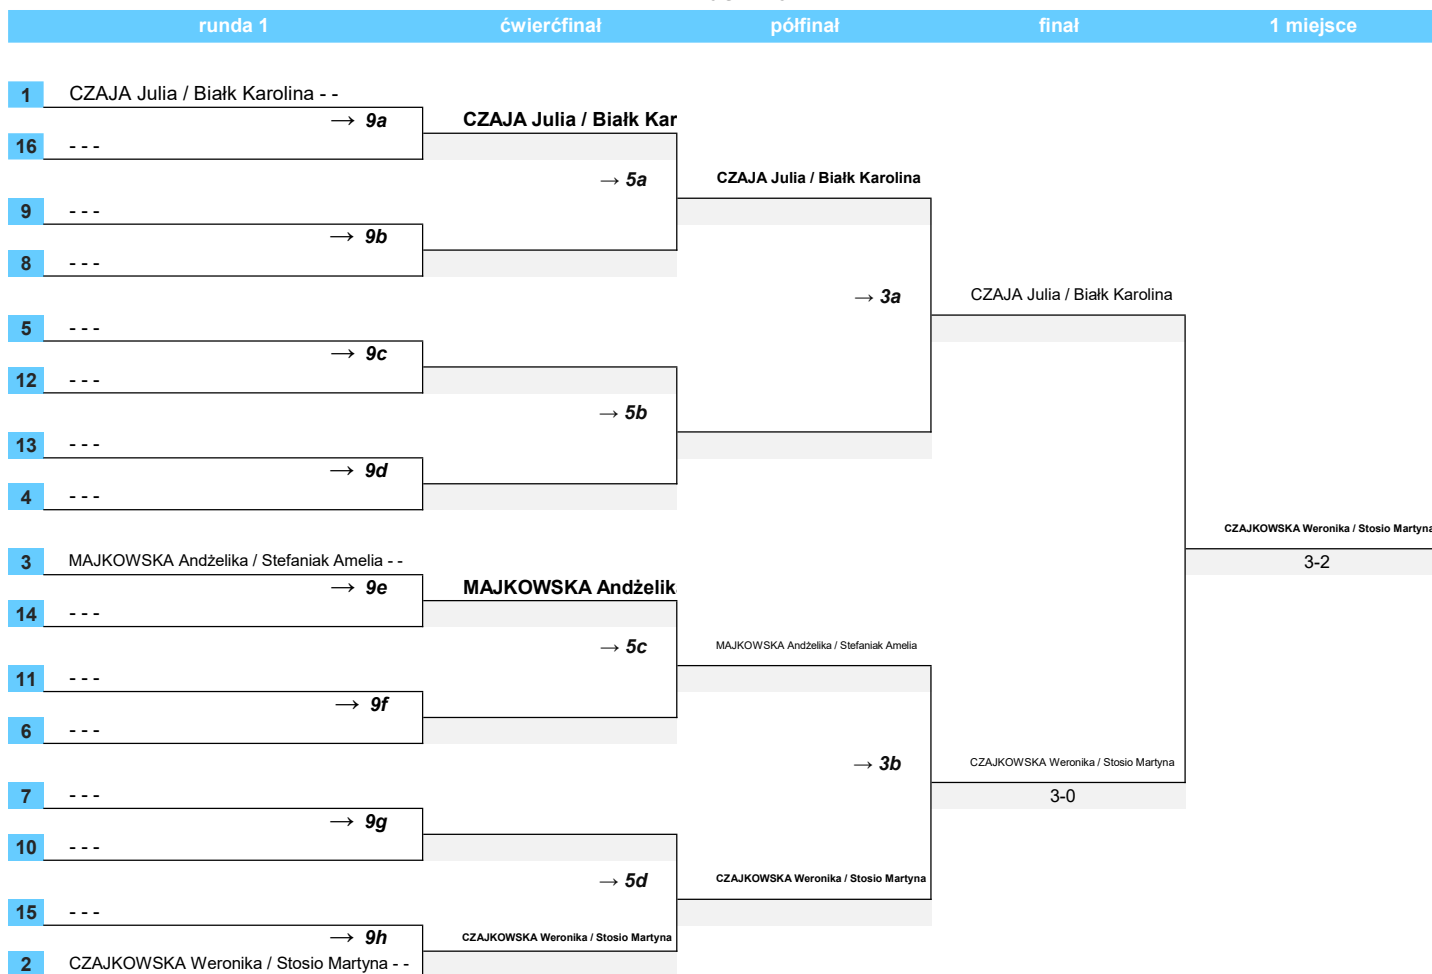 runda 1 ćwierćfinał półfinał finał 1 miejsce
1 CZAJA Julia / Białk Karolina - -
→ 9a CZAJA Julia / Białk Kar
16 - - -
→ 5a CZAJA Julia / Białk Karolina
9 - - -
→ 9b
8 - - -
→ 3a CZAJA Julia / Białk Karolina
5 - - -
→ 9c
12 - - -
→ 5b
13 - - -
→ 9d
4 - - -
CZAJKOWSKA Weronika / Stosio Martyna
3 MAJKOWSKA Andżelika / Stefaniak Amelia - - 3-2
→ 9e MAJKOWSKA Andżelik
14 - - -
→ 5c MAJKOWSKA Andżelika / Stefaniak Amelia
11 - - -
→ 9f
6 - - -
→ 3b CZAJKOWSKA Weronika / Stosio Martyna
7 - - - 3-0
→ 9g
10 - - -
→ 5d CZAJKOWSKA Weronika / Stosio Martyna
15 - - -
→ 9h CZAJKOWSKA Weronika / Stosio Martyna
2 CZAJKOWSKA Weronika / Stosio Martyna - -